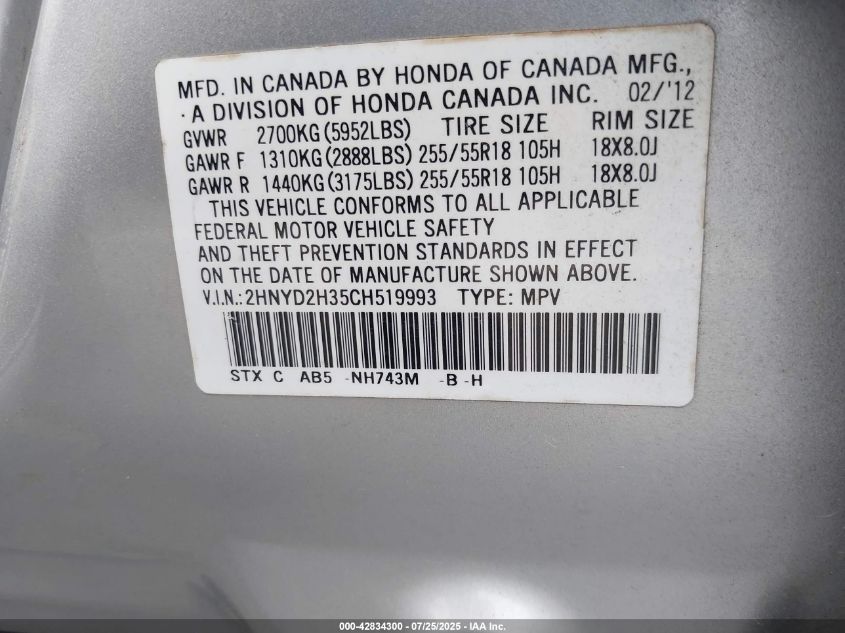 MFD. IN CANADA BY HONDA OF CANADA MFG.,
·A DIVISION OF HONDA CANADA INC. 02/'12
GVWR 2700KG(5952LBS) TIRE SIZE RIM SIZE
GAWR F 1310KG(2888LBS) 255/55R18 105H 18X8.0J
GAWR R 1440KG(3175LBS) 255/55R18 105H 18X8.0J
THIS VEHICLE CONFORMS TO ALL APPLICABLE
FEDERAL MOTOR VEHICLE SAFETY
AND THEFT PREVENTION STANDARDS IN EFFECT
ON THE DATE OF MANUFACTURE SHOWN ABOVE.
V.I.N.:2HNYD2H35CH519993 TYPE: MPV
STX C AB5 -NH743M -B -H
000-42834300 - 07/25/2025 - IAA Inc.